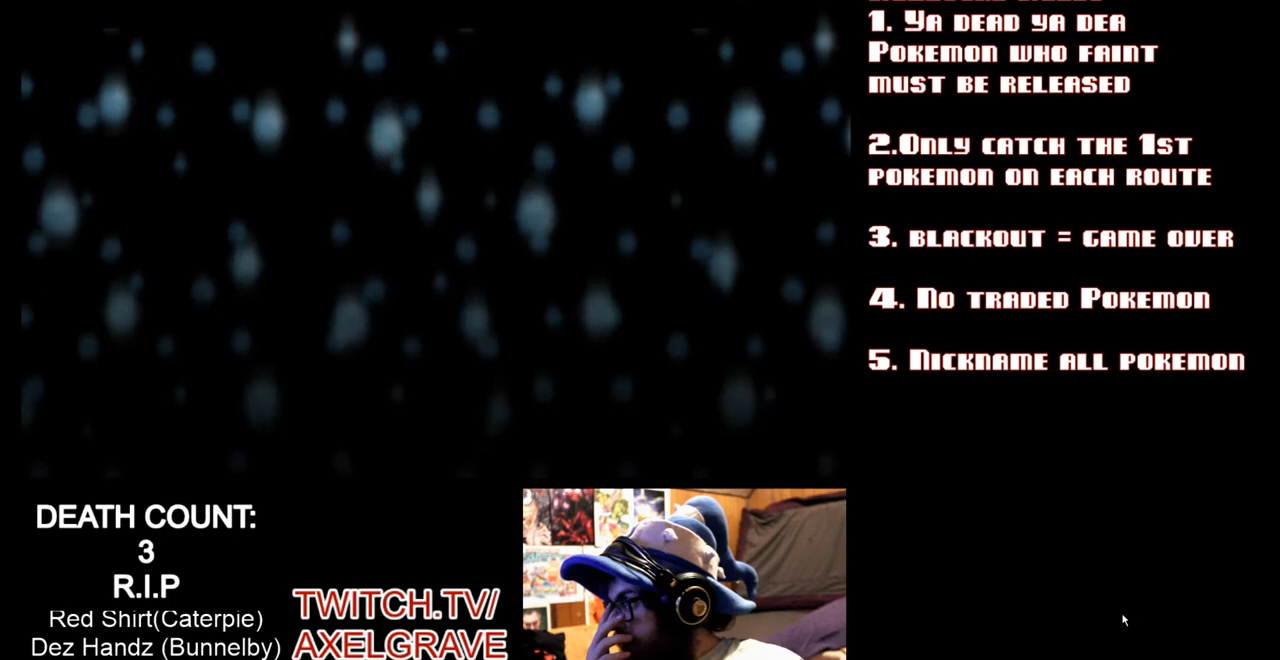 1. Ya dead ya dea
Pokemon who faint
must be released
2.Only catch the 1st
pokemon on each route
3. blackout = game over
4. No traded Pokemon
5. Nickname all pokemon
DEATH COUNT:
3
R.I.P
Red Shirt(Caterpie)
Dez Handz (Bunnelby)
TWITCH.TV/
AXELGRAVE